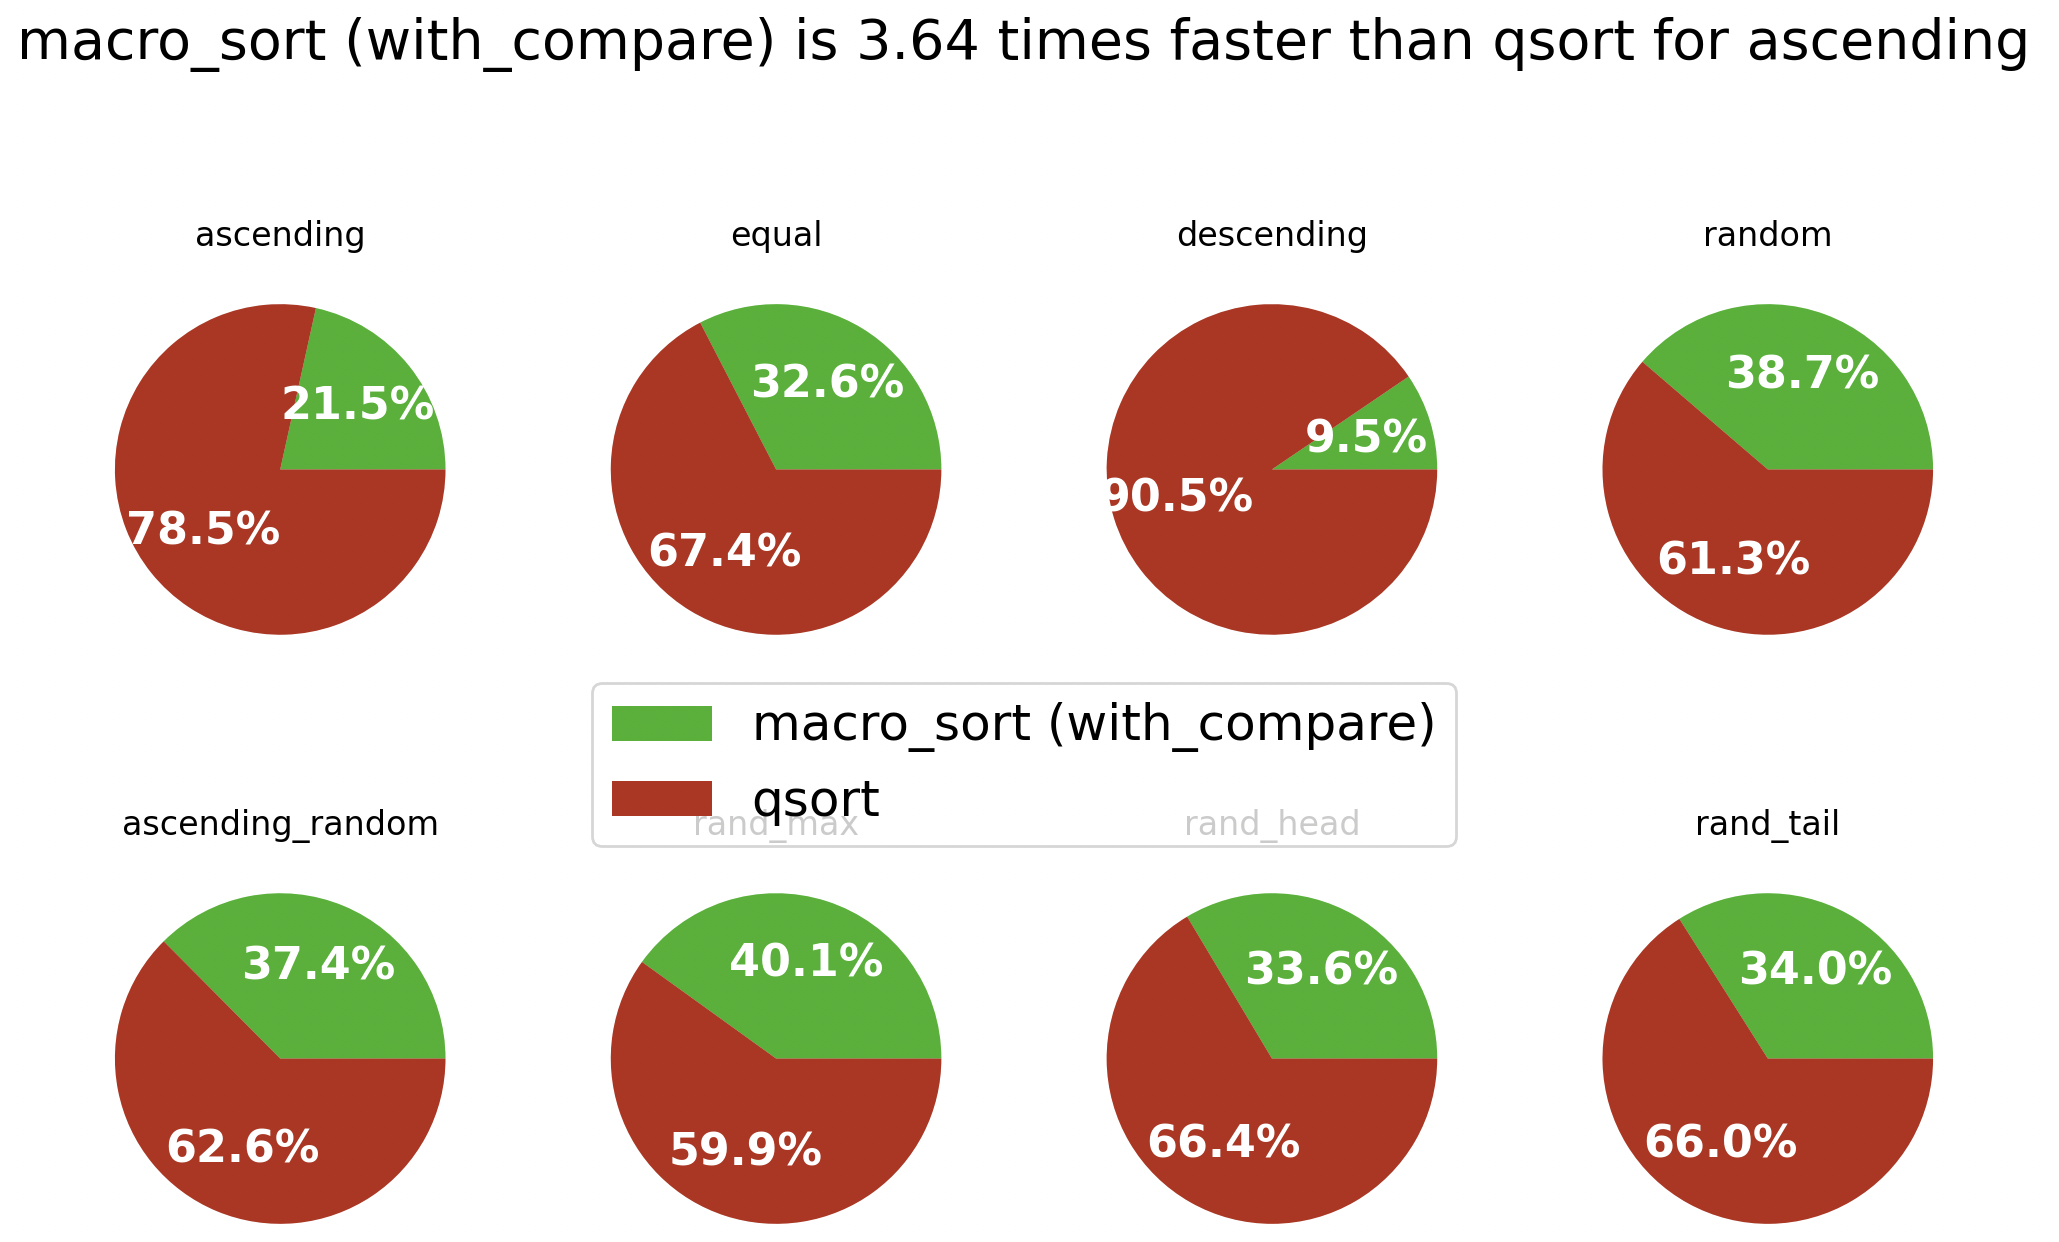 macro_sort (with_compare) is 3.64 times faster than qsort for ascending
ascending
equal
descending
random
21.5%
78.5%
32.6%
67.4%
9.5%
90.5%
38.7%
61.3%
macro_sort (with_compare)
qsort
ascending_random
rand_max
rand_head
rand_tail
37.4%
62.6%
40.1%
59.9%
33.6%
66.4%
34.0%
66.0%